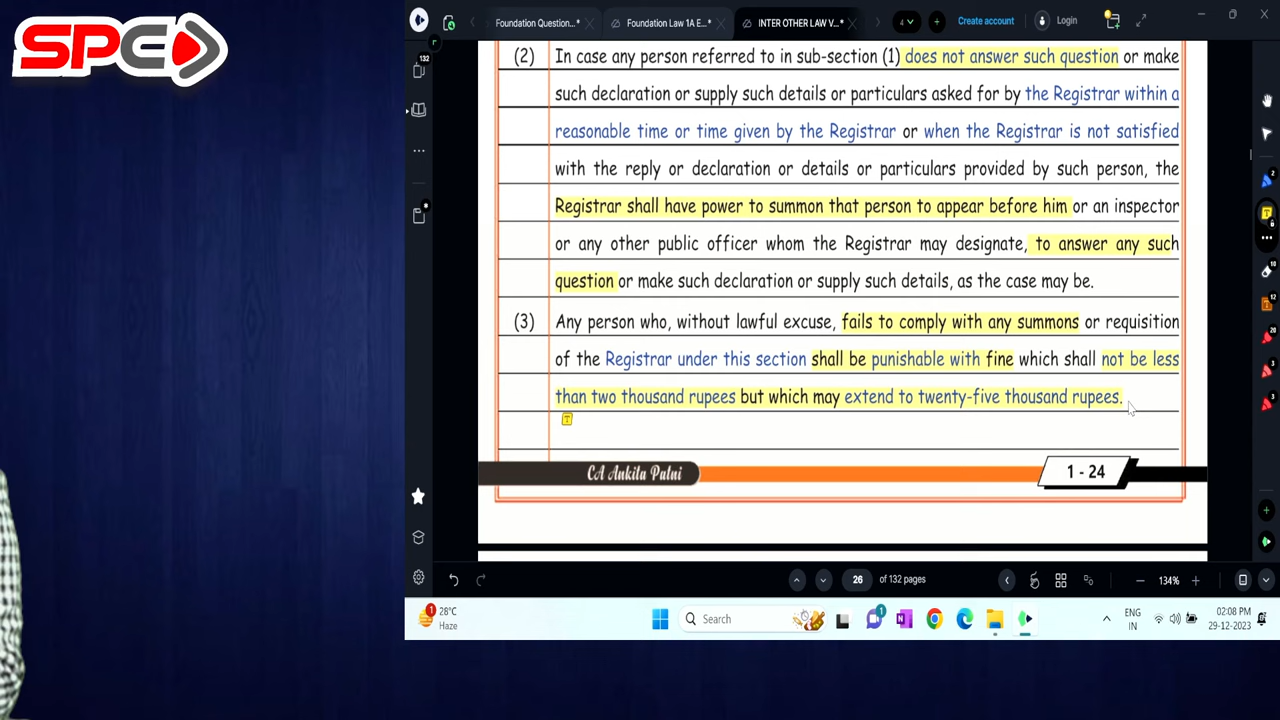 SPC
Foundation Question...*
Foundation Law 1A E...*
INTER OTHER LAW V...*
4
Create account
Login
132
(2) In case any person referred to in sub-section (1) does not answer such question or make
such declaration or supply such details or particulars asked for by the Registrar within a
reasonable time or time given by the Registrar or when the Registrar is not satisfied
with the reply or declaration or details or particulars provided by such person, the
Registrar shall have power to summon that person to appear before him or an inspector
or any other public officer whom the Registrar may designate, to answer any such
question or make such declaration or supply such details, as the case may be.
(3) Any person who, without lawful excuse, fails to comply with any summons or requisition
of the Registrar under this section shall be punishable with fine which shall not be less
than two thousand rupees but which may extend to twenty-five thousand rupees.
T
CA Ankita Patni
1 - 24
26 of 132 pages
134%
28°C
Haze
Search
ENG
IN
02:08 PM
29-12-2023